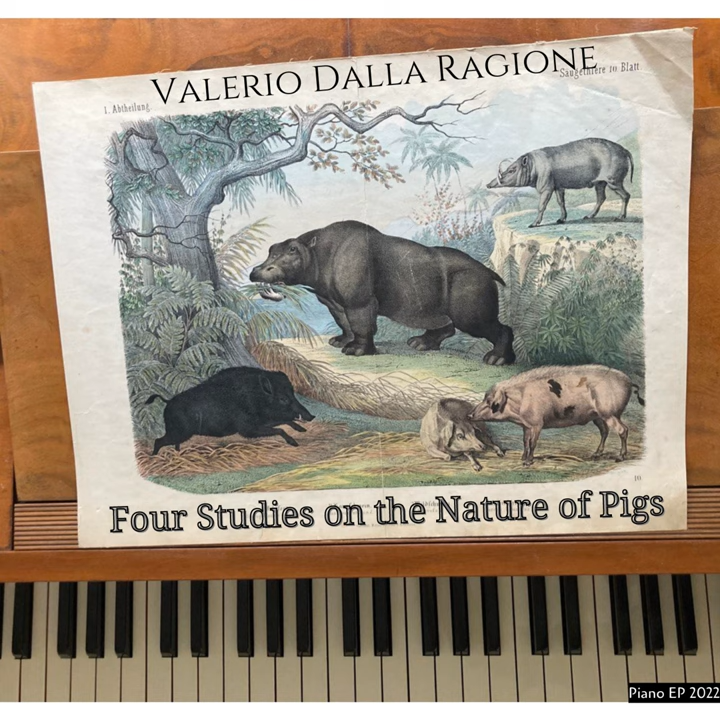 VALERIO DALLA RAGIONE
I. Abtheilung.
Säugethiere 10 Blatt.
10
Four Studies on the Nature of Pigs
Piano EP 2022